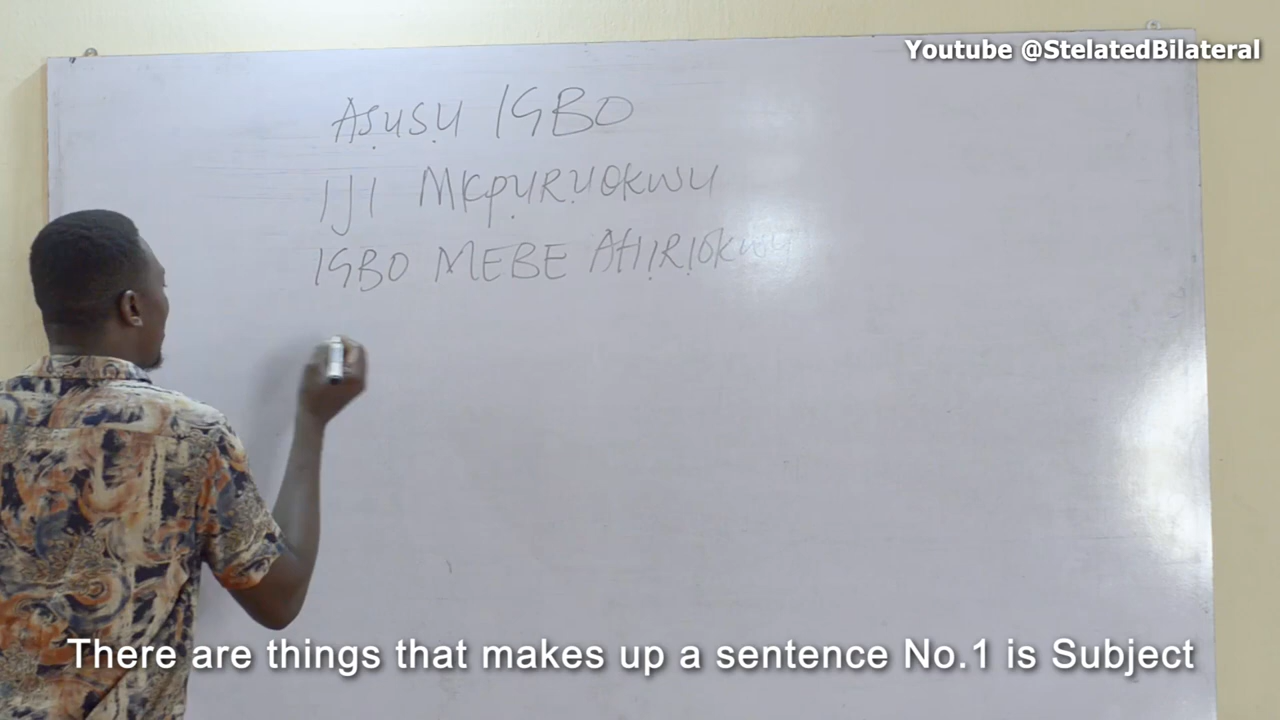 Youtube @StelatedBilateral
ASỤSỤ IGBO
IJI MKPỤRỤOKWU
IGBO MEBE AHỊRỊOKWU
There are things that makes up a sentence No.1 is Subject